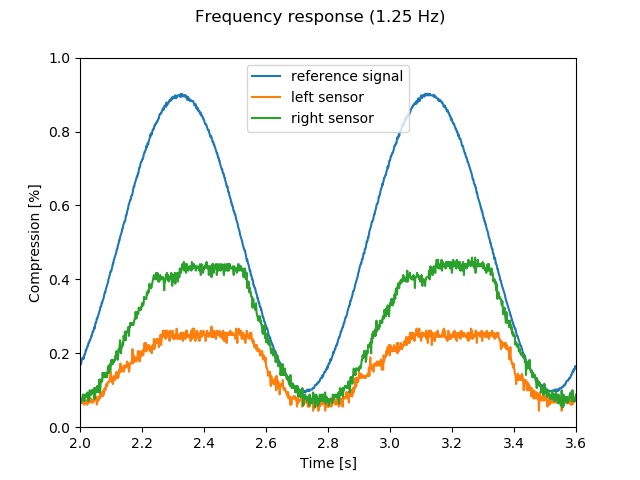 Frequency response (1.25 Hz)
1.0
0.8
0.6
0.4
0.2
0.0
Compression [%]
reference signal
left sensor
right sensor
2.0 2.2 2.4 2.6 2.8 3.0 3.2 3.4 3.6
Time [s]